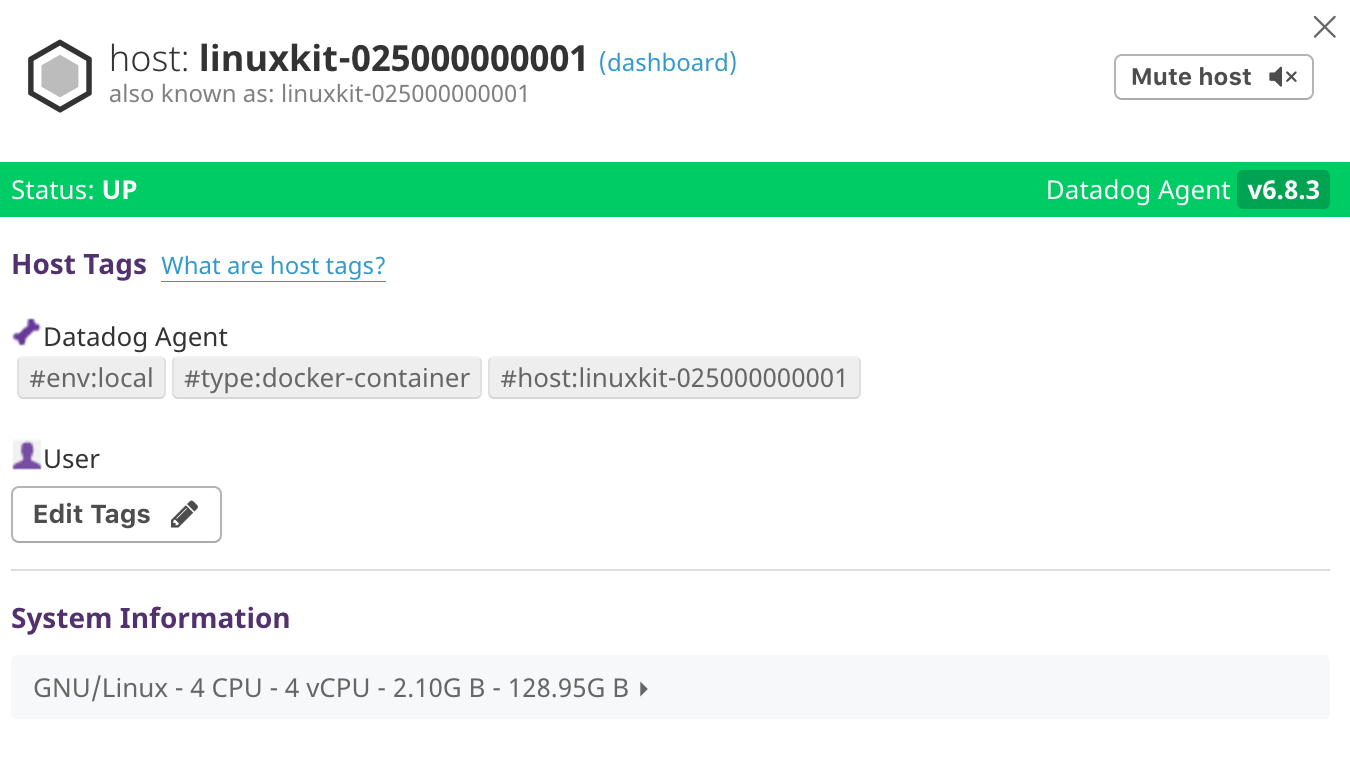 host: linuxkit-025000000001 (dashboard)
also known as: linuxkit-025000000001
Mute host
Status: UP
Datadog Agent v6.8.3
Host Tags What are host tags?
Datadog Agent
#env:local #type:docker-container #host:linuxkit-025000000001
User
Edit Tags
System Information
GNU/Linux - 4 CPU - 4 vCPU - 2.10G B - 128.95G B